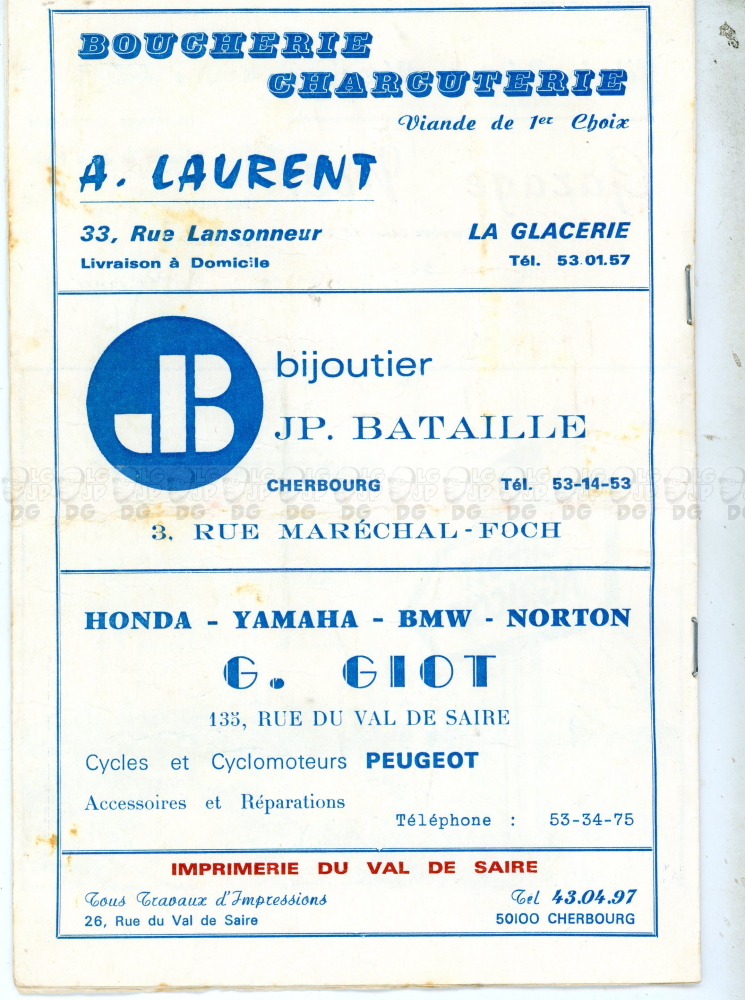 BOUCHERIE
CHARCUTERIE
Viande de 1er Choix
A. LAURENT
33, Rue Lansonneur LA GLACERIE
Livraison à Domicile Tél. 53.01.57
JB
bijoutier
JP. BATAILLE
CHERBOURG Tél. 53-14-53
3, RUE MARÉCHAL-FOCH
HONDA - YAMAHA - BMW - NORTON
G. GIOT
135, RUE DU VAL DE SAIRE
Cycles et Cyclomoteurs PEUGEOT
Accessoires et Réparations
Téléphone : 53-34-75
IMPRIMERIE DU VAL DE SAIRE
Tous Travaux d'Impressions Tel 43.04.97
26, Rue du Val de Saire 50100 CHERBOURG